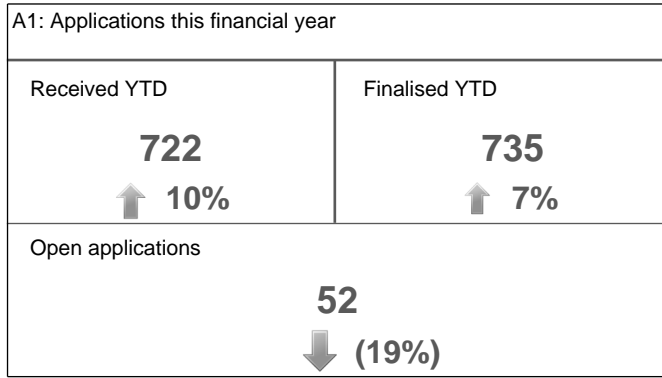 A1: Applications this financial year
Received YTD
722
10%
Finalised YTD
735
7%
Open applications
52
(19%)